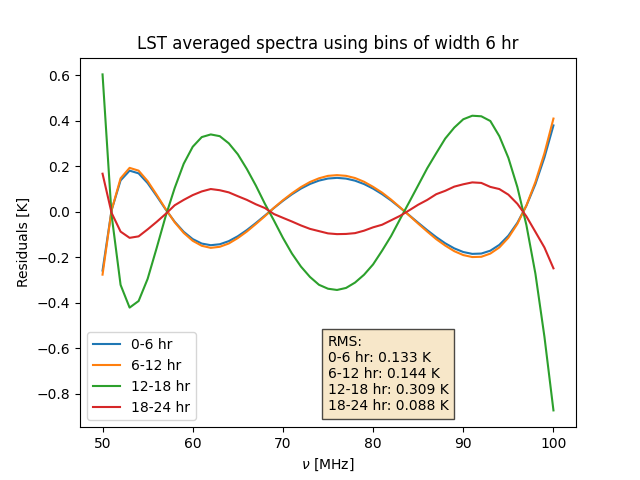 LST averaged spectra using bins of width 6 hr
Residuals [K]
0.6
0.4
0.2
0.0
−0.2
−0.4
−0.6
−0.8
0-6 hr
6-12 hr
12-18 hr
18-24 hr
RMS:
0-6 hr: 0.133 K
6-12 hr: 0.144 K
12-18 hr: 0.309 K
18-24 hr: 0.088 K
50 60 70 80 90 100
ν [MHz]